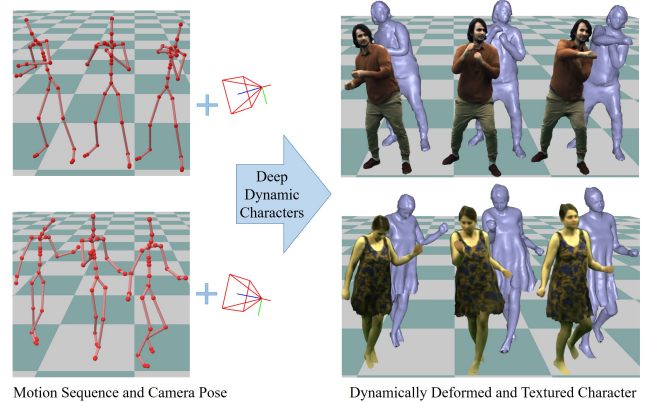 Deep
Dynamic
Characters
Motion Sequence and Camera Pose
Dynamically Deformed and Textured Character